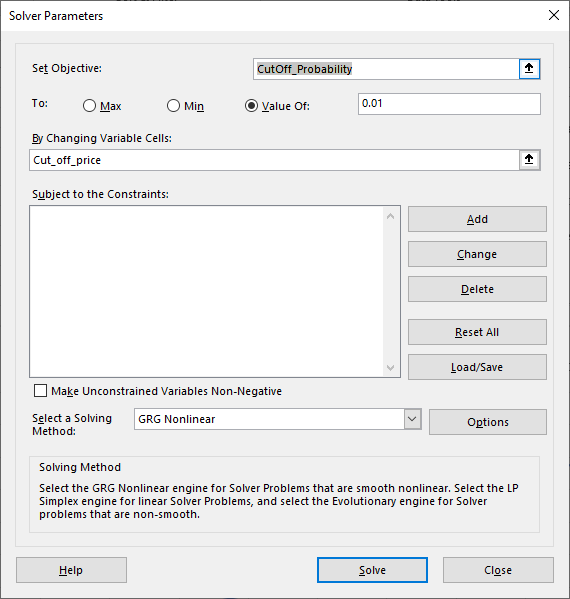 Solver Parameters
Set Objective:
CutOff_Probability
To:
Max
Min
Value Of:
0.01
By Changing Variable Cells:
Cut_off_price
Subject to the Constraints:
Add
Change
Delete
Reset All
Load/Save
Make Unconstrained Variables Non-Negative
Select a Solving
Method:
GRG Nonlinear
Options
Solving Method
Select the GRG Nonlinear engine for Solver Problems that are smooth nonlinear. Select the LP
Simplex engine for linear Solver Problems, and select the Evolutionary engine for Solver
problems that are non-smooth.
Help
Solve
Close